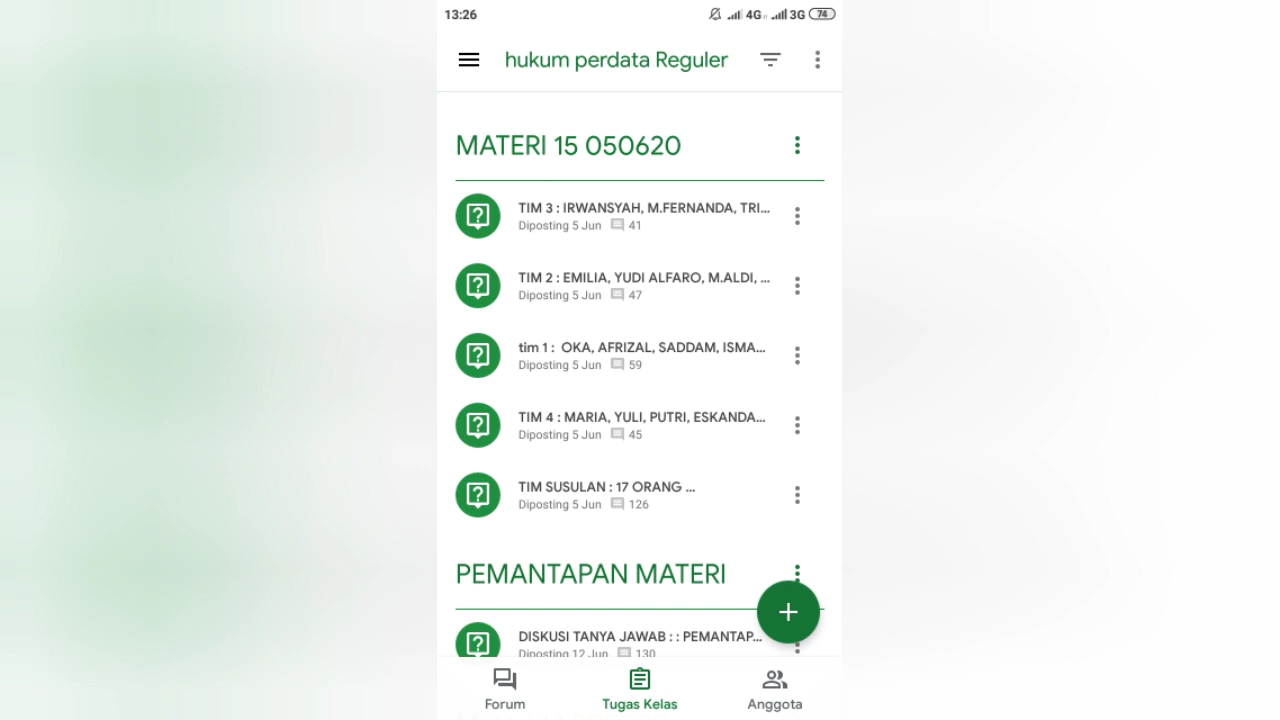 13:26 4G 3G 74
hukum perdata Reguler
MATERI 15 050620
TIM 3 : IRWANSYAH, M.FERNANDA, TRI...
Diposting 5 Jun 41
TIM 2 : EMILIA, YUDI ALFARO, M.ALDI, ...
Diposting 5 Jun 47
tim 1 : OKA, AFRIZAL, SADDAM, ISMA...
Diposting 5 Jun 59
TIM 4 : MARIA, YULI, PUTRI, ESKANDA...
Diposting 5 Jun 45
TIM SUSULAN : 17 ORANG ...
Diposting 5 Jun 126
PEMANTAPAN MATERI
DISKUSI TANYA JAWAB : : PEMANTAP...
Diposting 12 Jun 130
Forum Tugas Kelas Anggota